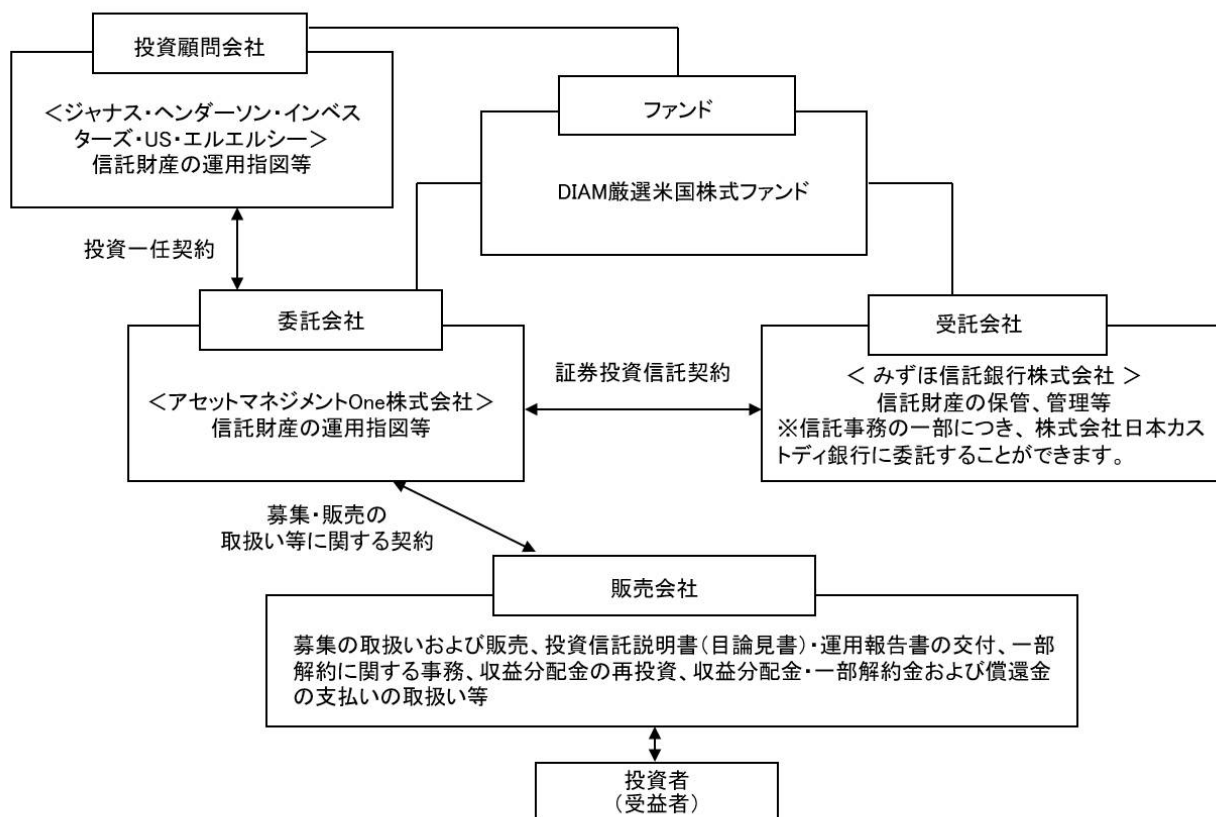 投資顧問会社
＜ジャナス・ヘンダーソン・インベス
ターズ・US・エルエルシー＞
信託財産の運用指図等
ファンド
DIAM厳選米国株式ファンド
投資一任契約
委託会社
＜アセットマネジメントOne株式会社＞
信託財産の運用指図等
証券投資信託契約
受託会社
＜ みずほ信託銀行株式会社 ＞
信託財産の保管、管理等
※信託事務の一部につき、株式会社日本カス
トディ銀行に委託することができます。
募集・販売の
取扱い等に関する契約
販売会社
募集の取扱いおよび販売、投資信託説明書（目論見書）・運用報告書の交付、一部
解約に関する事務、収益分配金の再投資、収益分配金・一部解約金および償還金
の支払いの取扱い等
投資者
（受益者）